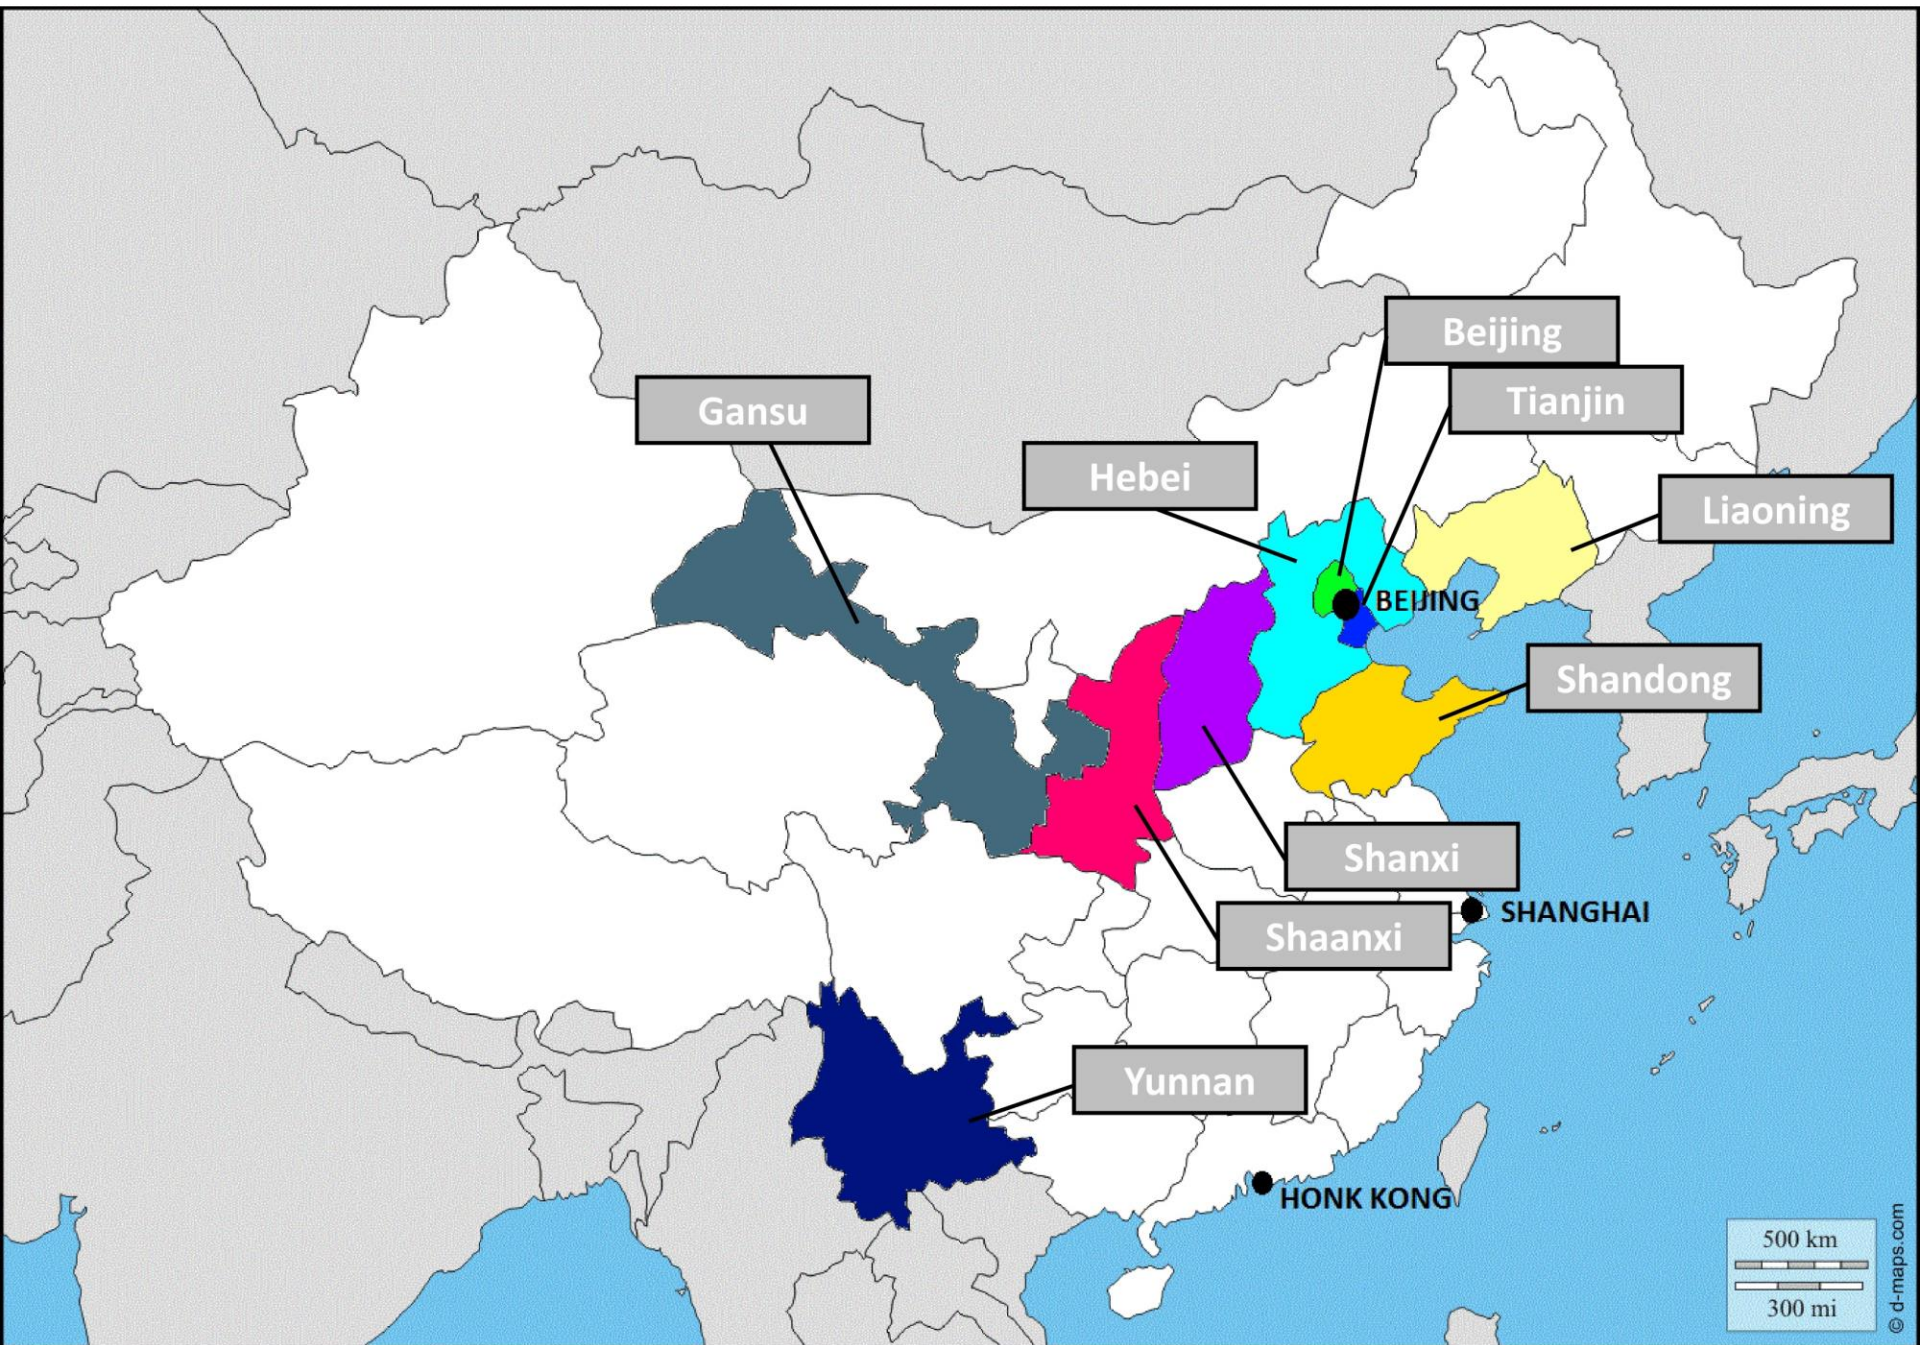 Beijing
Tianjin
Gansu
Hebei
Liaoning
BEIJING
Shandong
Shanxi
SHANGHAI
Shaanxi
Yunnan
HONK KONG
500 km
300 mi
© d-maps.com